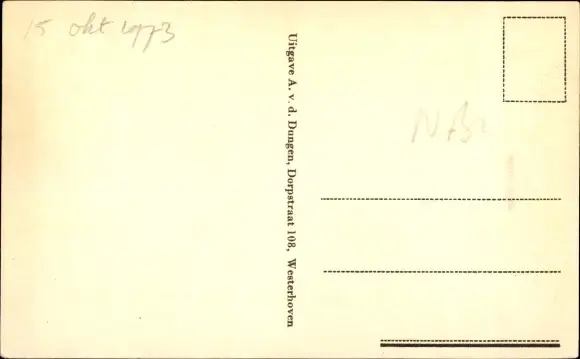 15 okt 1973
Uitgave A. v. d. Dungen, Dorpstraat 108, Westerhoven